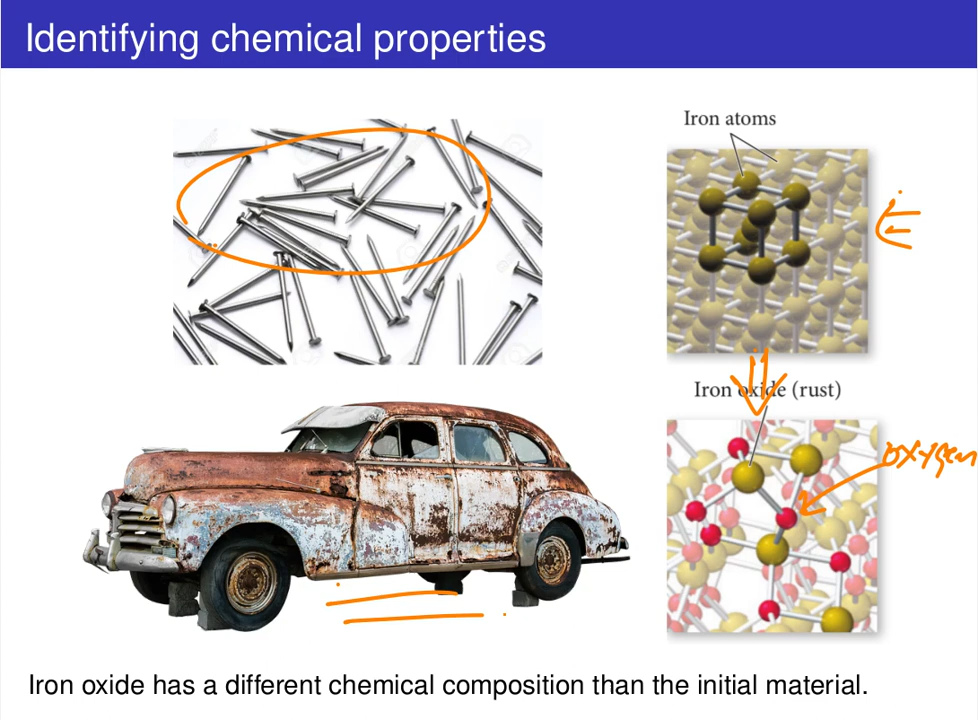 Identifying chemical properties
Iron atoms
Iron oxide (rust)
oxygen
Iron oxide has a different chemical composition than the initial material.